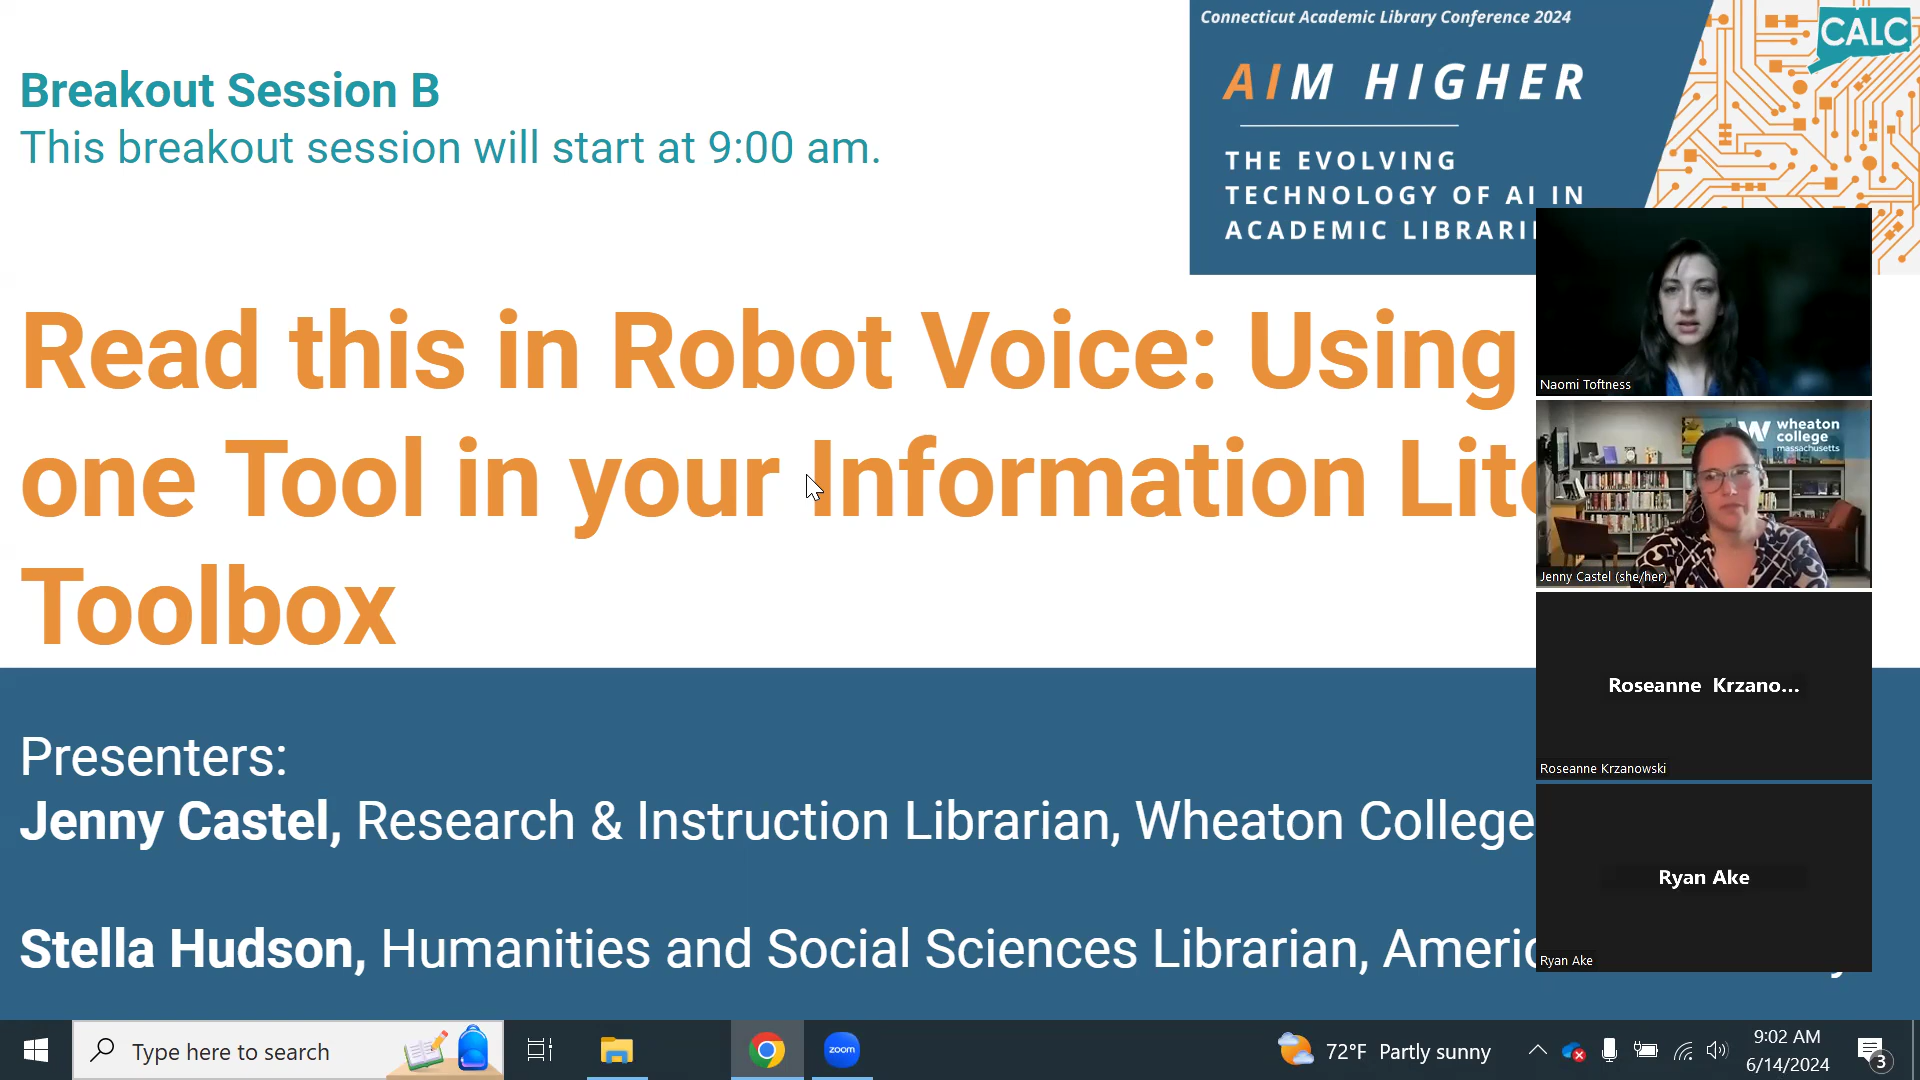 Connecticut Academic Library Conference 2024
CALC
AIM HIGHER
THE EVOLVING
TECHNOLOGY OF AI IN
ACADEMIC LIBRARI
Breakout Session B
This breakout session will start at 9:00 am.
Read this in Robot Voice: Using
one Tool in your Information Lite
Toolbox
Presenters:
Jenny Castel, Research & Instruction Librarian, Wheaton College
Stella Hudson, Humanities and Social Sciences Librarian, Americ
Naomi Toftness
W wheaton
college
massachusetts
Jenny Castel (she/her)
Roseanne Krzano...
Roseanne Krzanowski
Ryan Ake
Ryan Ake
Type here to search
zoom
72°F Partly sunny
9:02 AM
6/14/2024
3